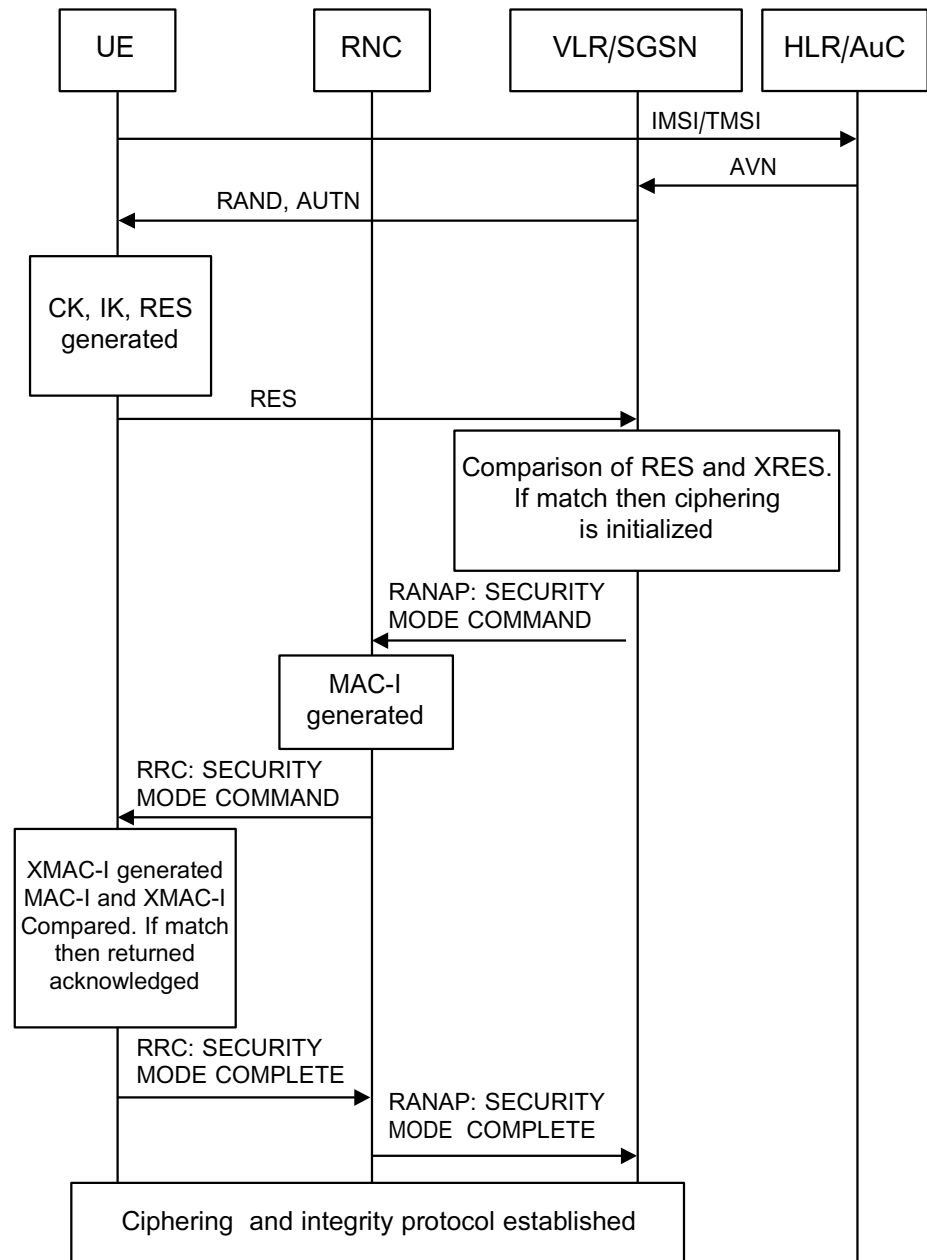 UE
RNC
VLR/SGSN
HLR/AuC
IMSI/TMSI
AVN
RAND, AUTN
CK, IK, RES
generated
RES
Comparison of RES and XRES.
If match then ciphering
is initialized
RANAP: SECURITY
MODE COMMAND
MAC-I
generated
RRC: SECURITY
MODE COMMAND
XMAC-I generated
MAC-I and XMAC-I
Compared. If match
then returned
acknowledged
RRC: SECURITY
MODE COMPLETE
RANAP: SECURITY
MODE COMPLETE
Ciphering and integrity protocol established